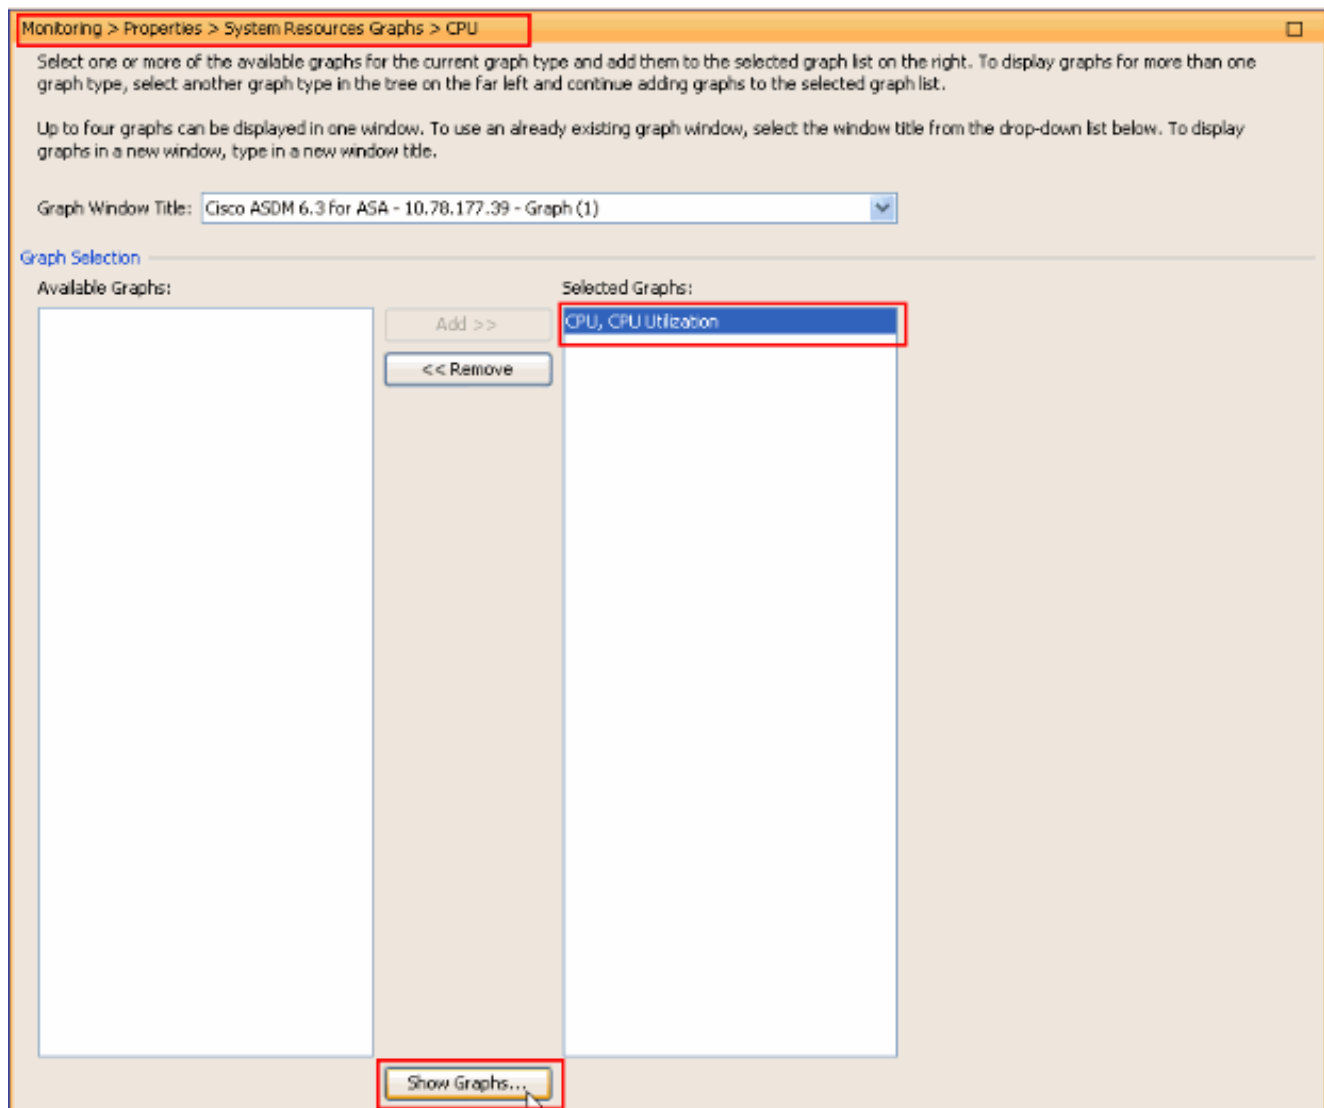 Monitoring > Properties > System Resources Graphs > CPU
Select one or more of the available graphs for the current graph type and add them to the selected graph list on the right. To display graphs for more than one
graph type, select another graph type in the tree on the far left and continue adding graphs to the selected graph list.
Up to four graphs can be displayed in one window. To use an already existing graph window, select the window title from the drop-down list below. To display
graphs in a new window, type in a new window title.
Graph Window Title: Cisco ASDM 6.3 for ASA - 10.78.177.39 - Graph (1)
Graph Selection
Available Graphs: Selected Graphs:
Add >> CPU, CPU Utilization
<< Remove
Show Graphs...